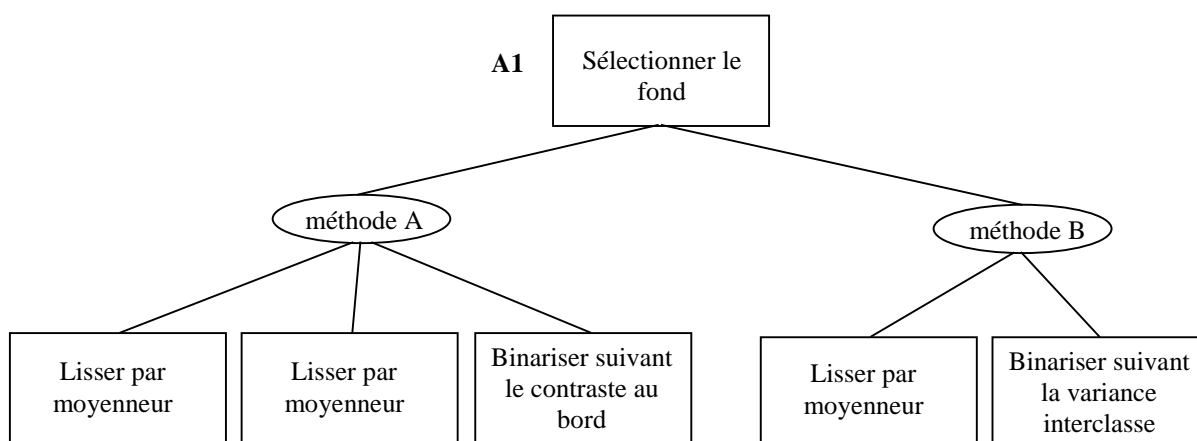 A1
Sélectionner le
fond
méthode A
méthode B
Lisser par
moyenneur
Lisser par
moyenneur
Binariser suivant
le contraste au
bord
Lisser par
moyenneur
Binariser suivant
la variance
interclasse